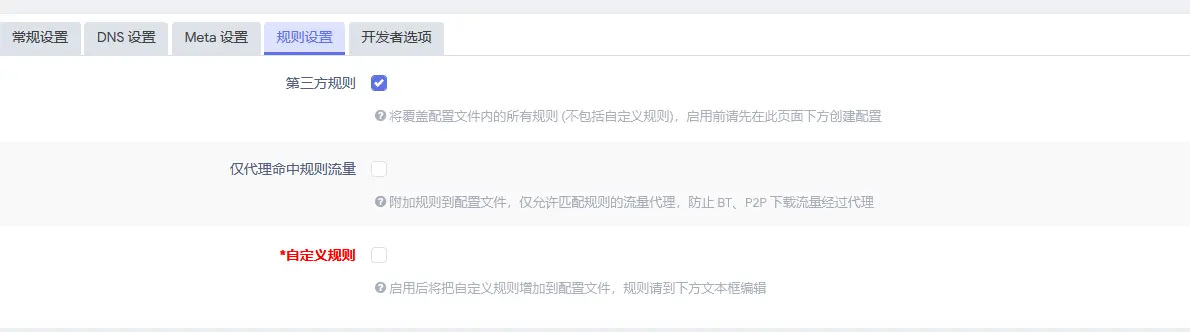 常规设置 DNS 设置 Meta 设置 规则设置 开发者选项
第三方规则
将覆盖配置文件内的所有规则 (不包括自定义规则)，启用前请先在此页面下方创建配置
仅代理命中规则流量
附加规则到配置文件，仅允许匹配规则的流量代理，防止 BT、P2P 下载流量经过代理
*自定义规则
启用后将把自定义规则增加到配置文件，规则请到下方文本框编辑